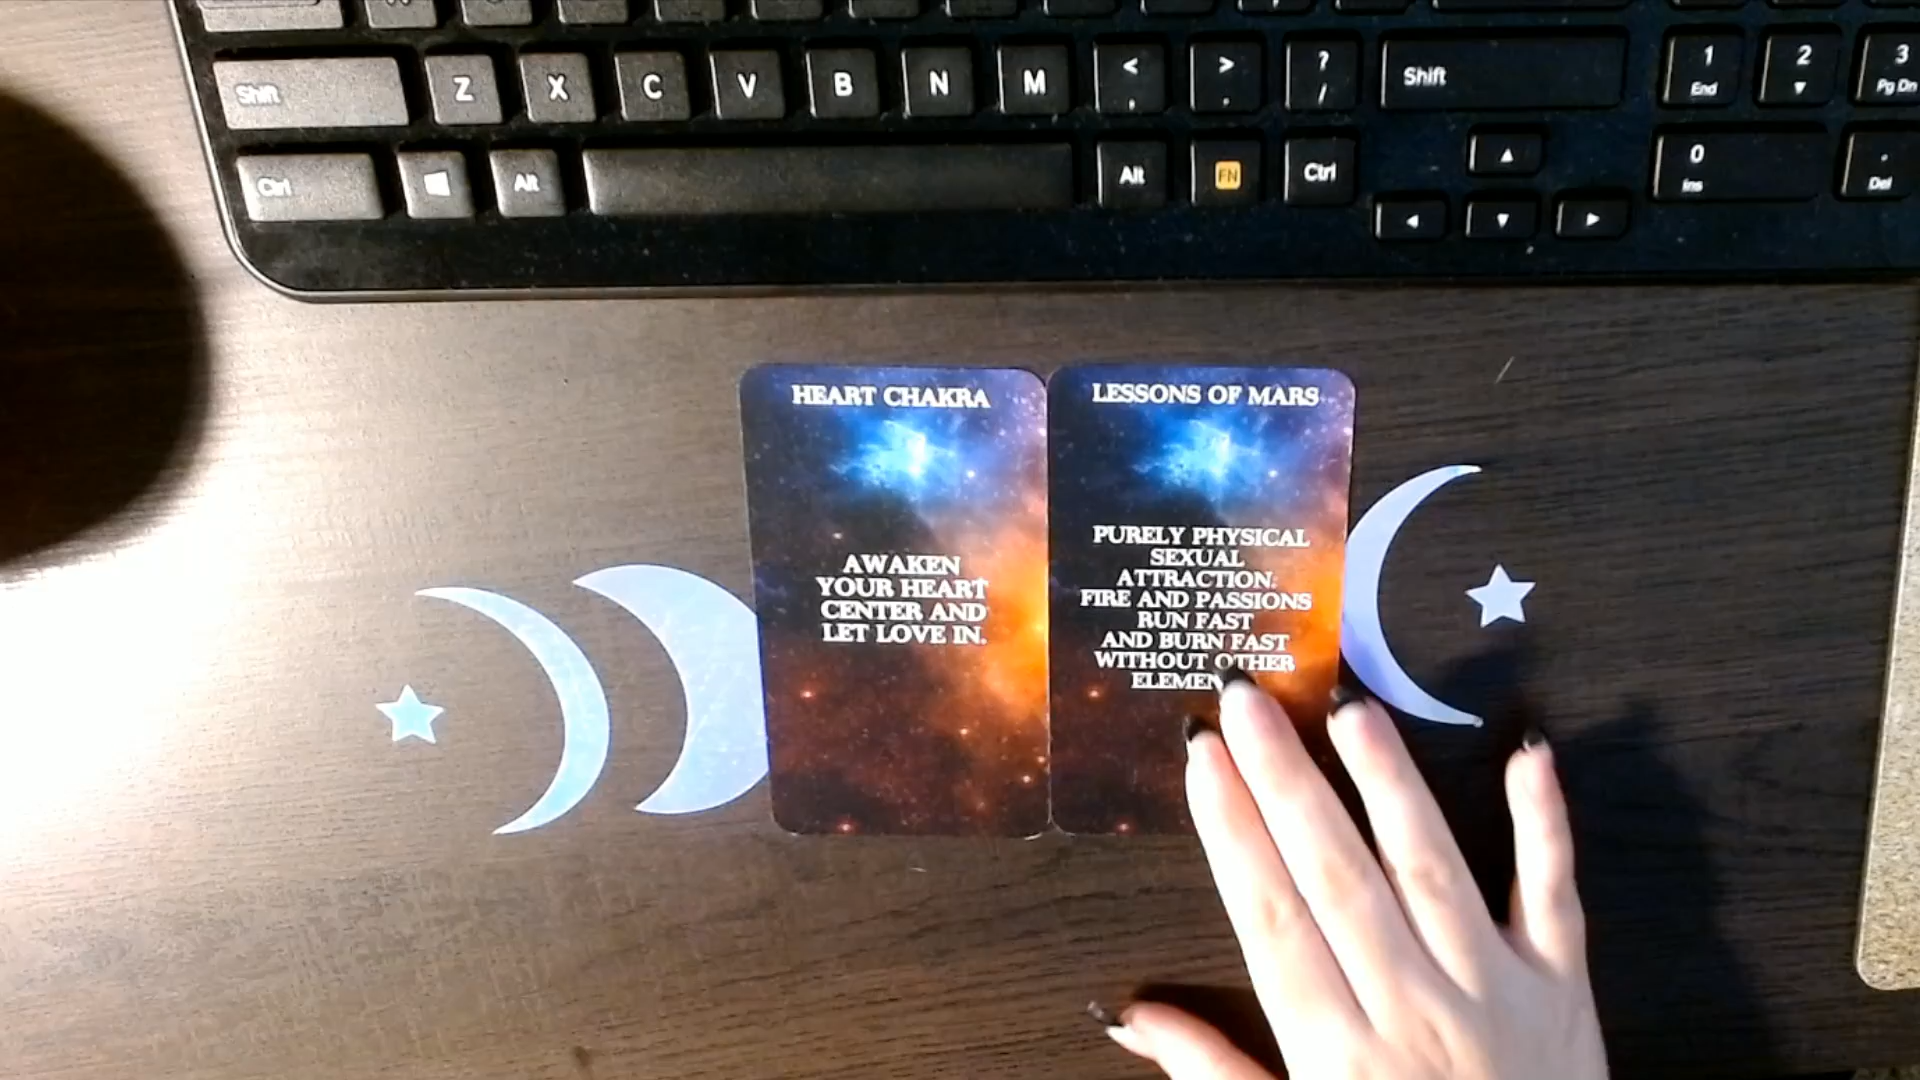 Shift Z X C V B N M < , > . ? / Shift 1 End 2 3 Pg Dn
Ctrl Alt Alt FN Ctrl 0 Ins . Del
HEART CHAKRA
AWAKEN
YOUR HEART
CENTER AND
LET LOVE IN.
LESSONS OF MARS
PURELY PHYSICAL
SEXUAL
ATTRACTION.
FIRE AND PASSIONS
RUN FAST
AND BURN FAST
WITHOUT OTHER